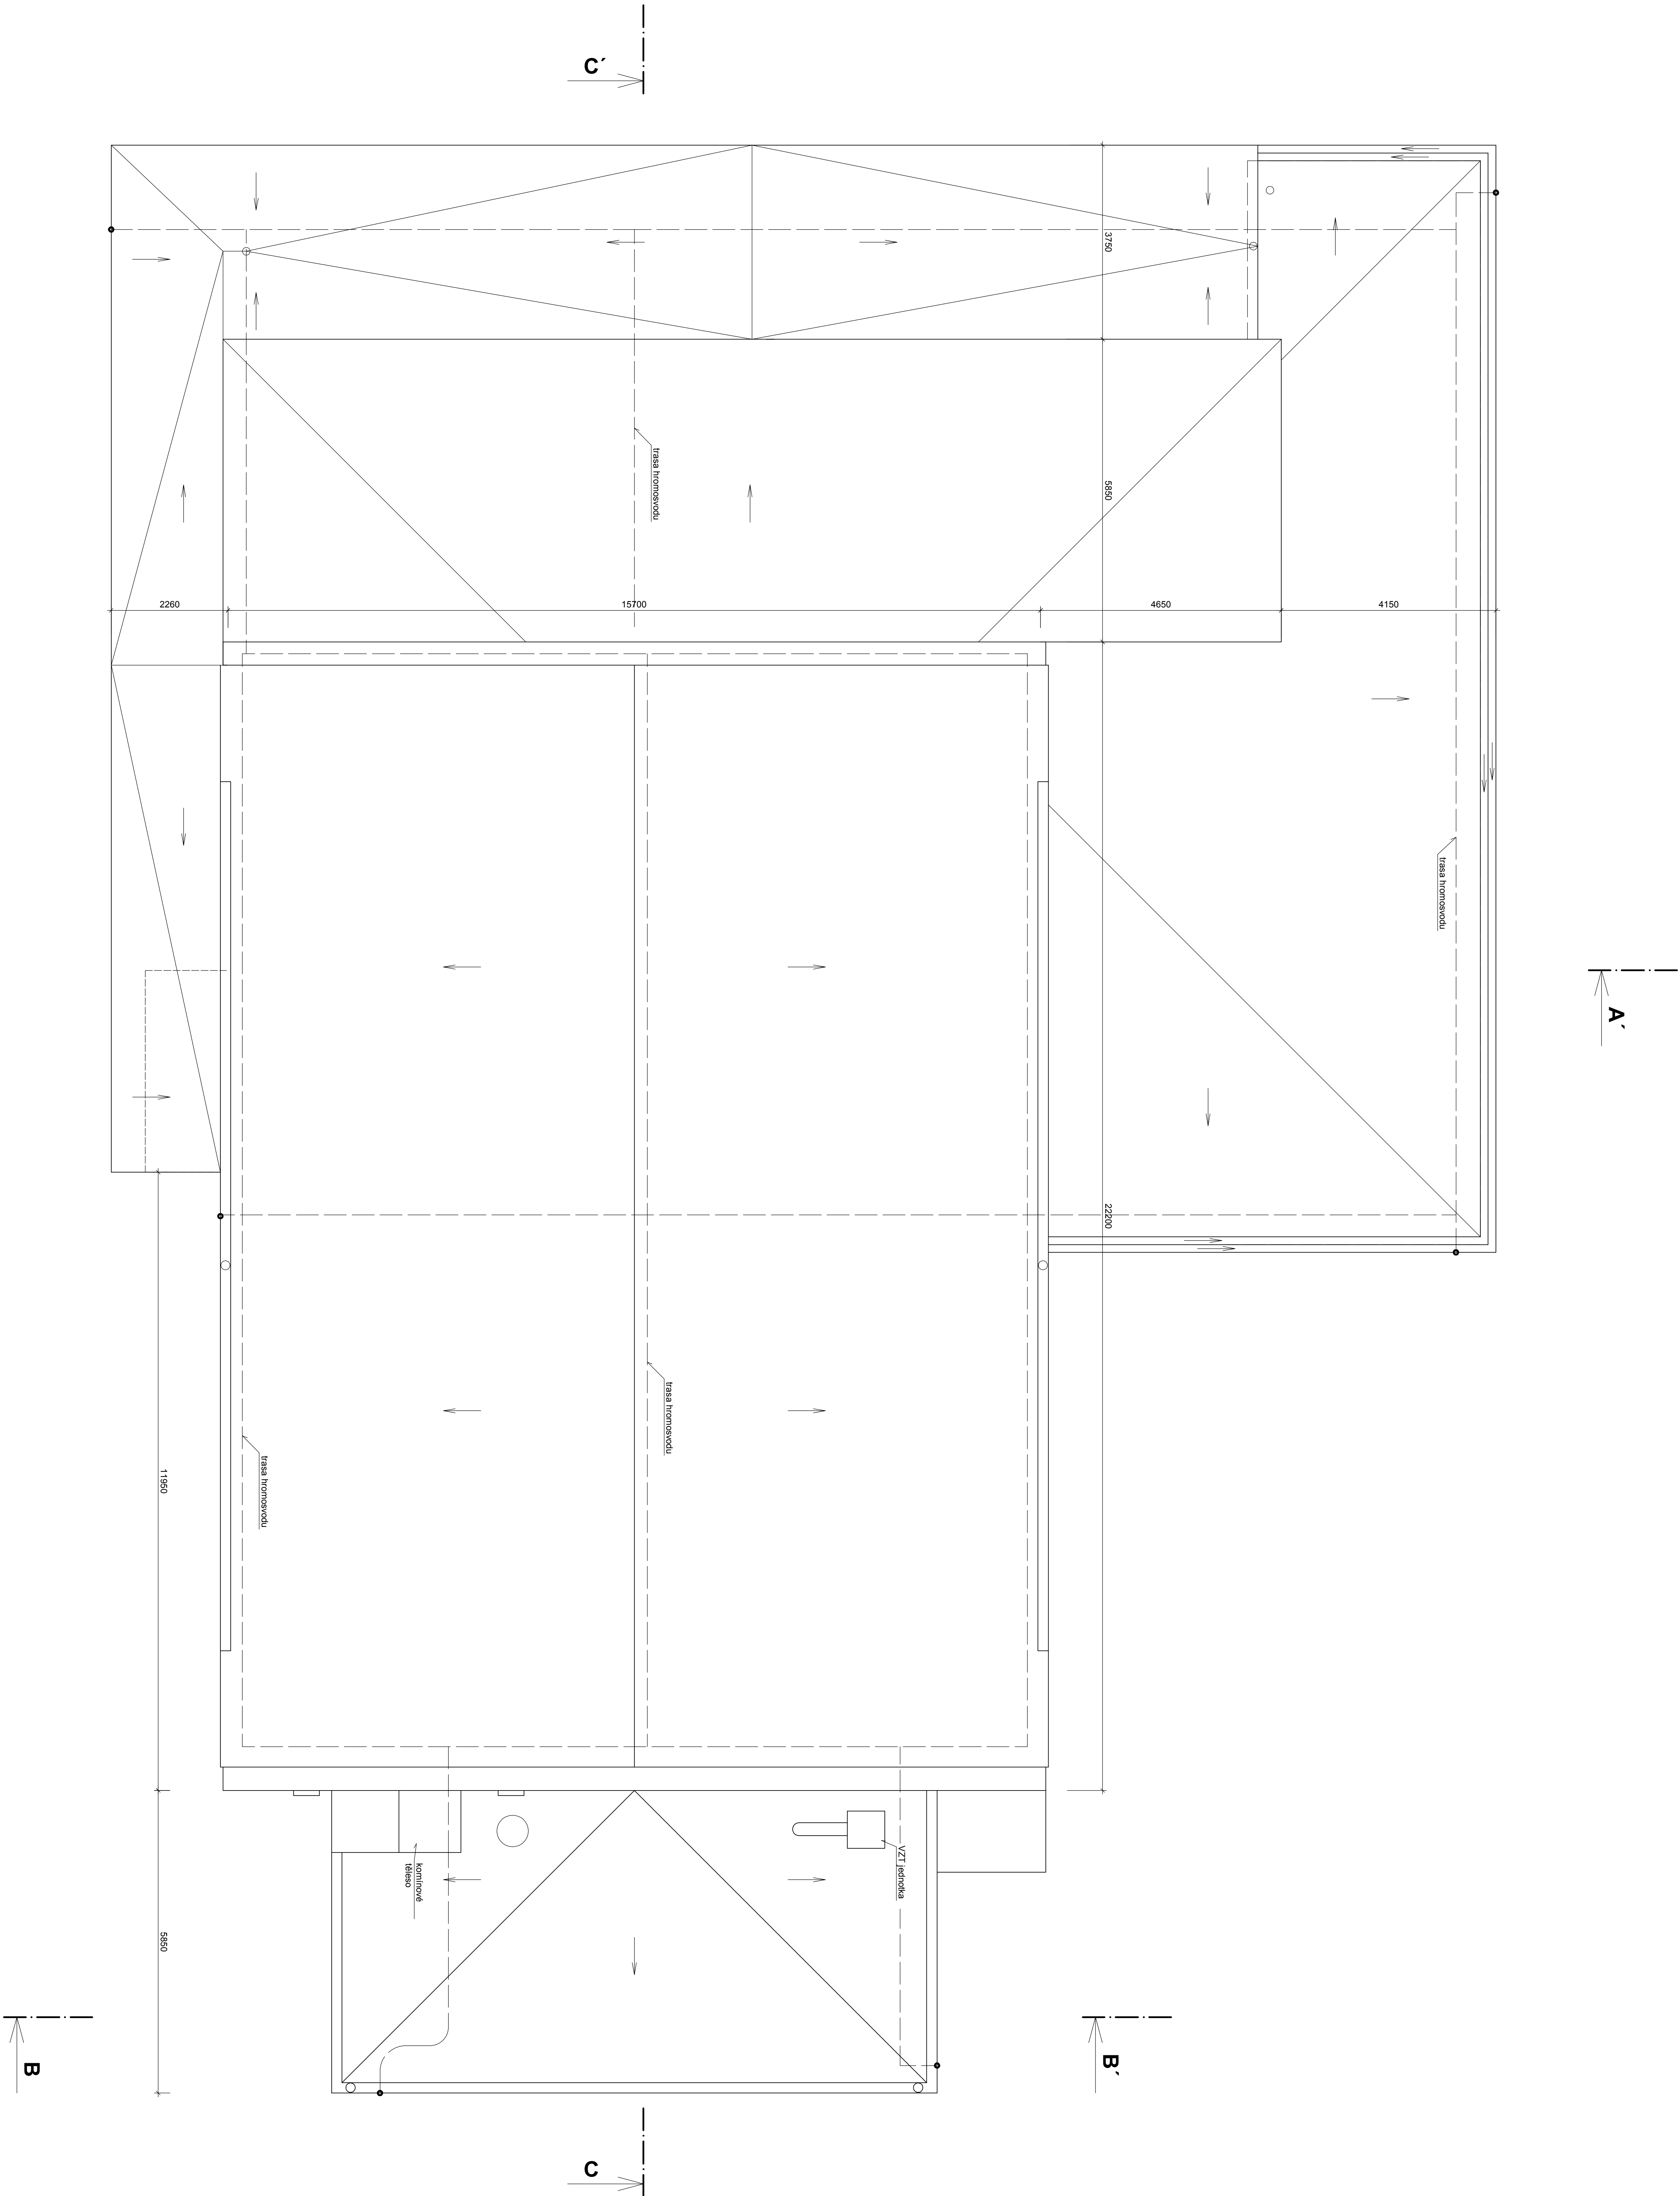 C´
3750
trasa hromosvodu
5850
2260
15700
4650
4150
trasa hromosvodu
A´
22200
trasa hromosvodu
trasa hromosvodu
11950
komínové
těleso
VZT jednotka
5850
B
B´
C